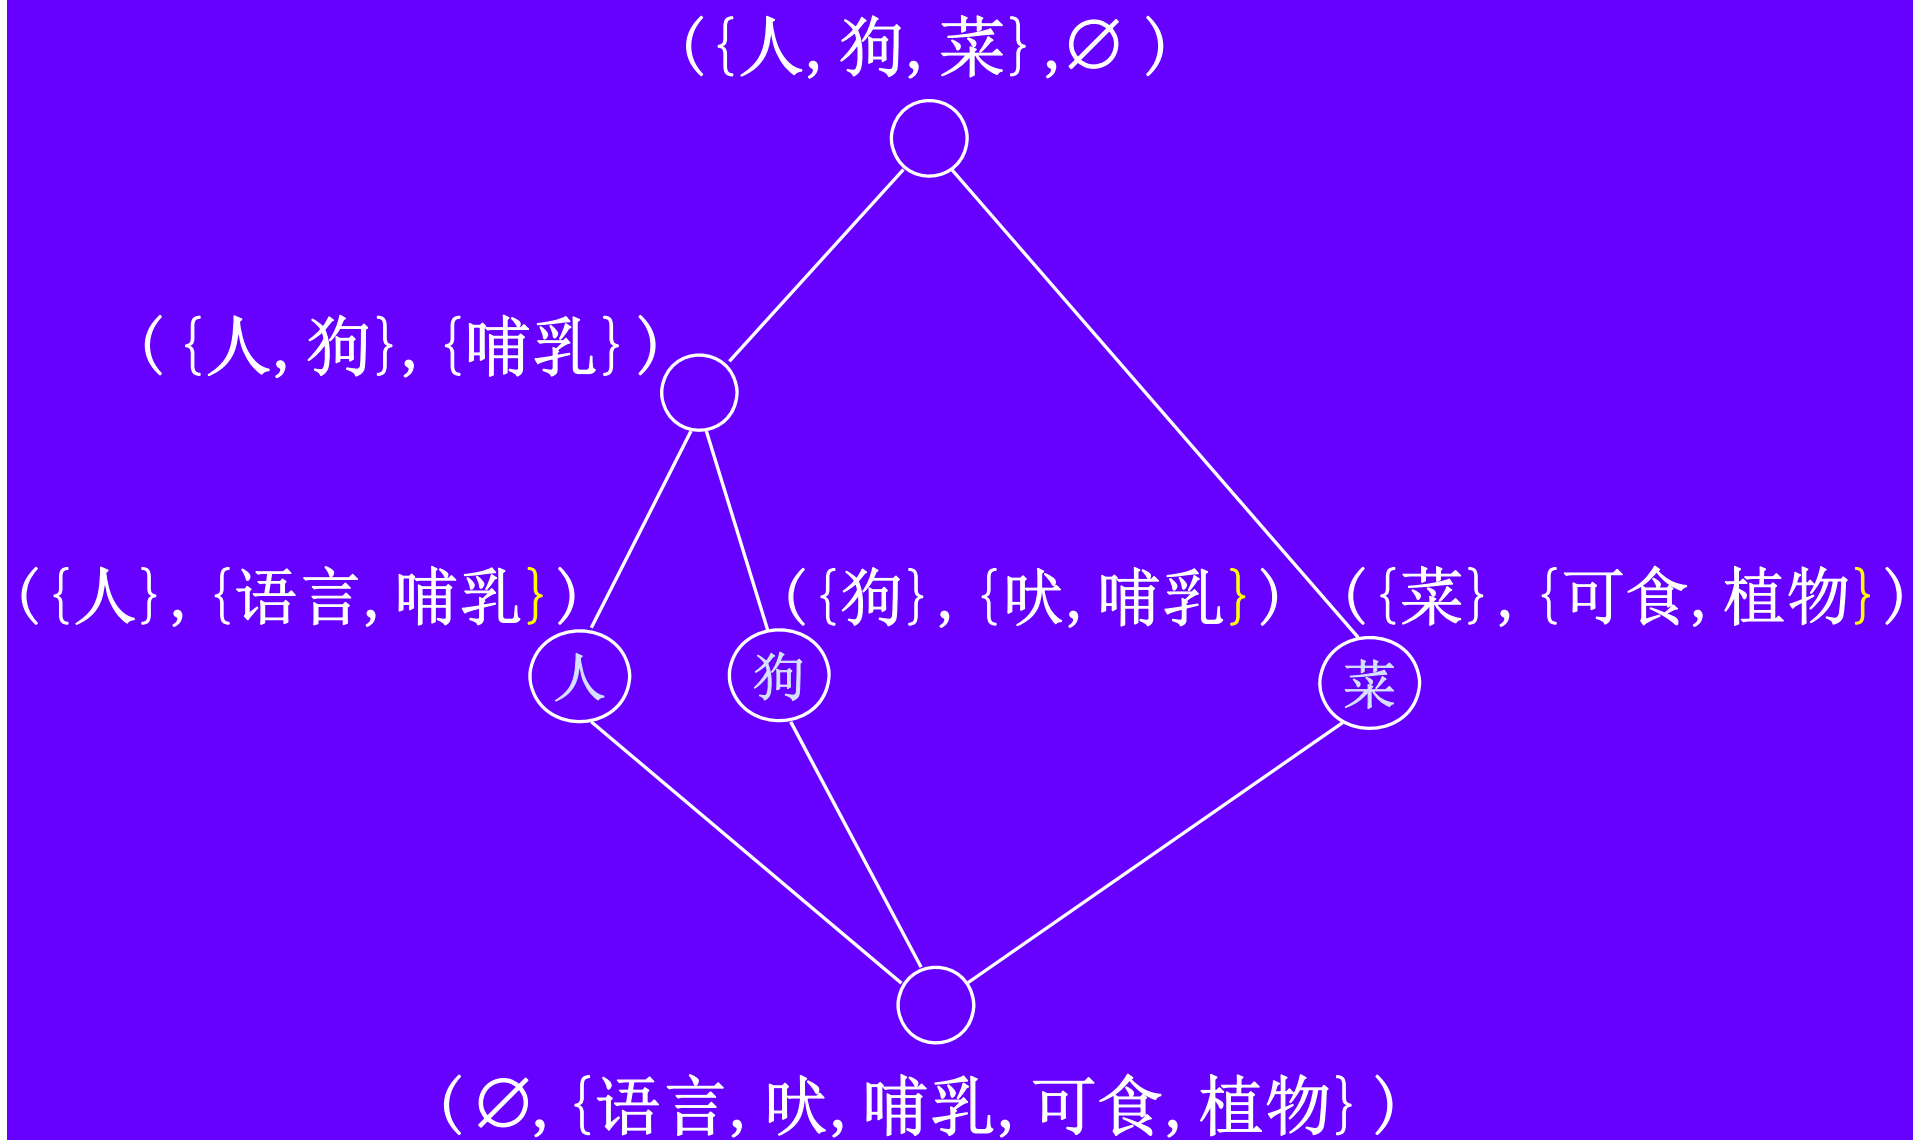 ({人, 狗, 菜} ,∅ )
( {人, 狗}, {哺乳} )
({人}, {语言, 哺乳})
({狗}, {吠, 哺乳})
({菜}, {可食, 植物})
人
狗
菜
( ∅, {语言, 吠, 哺乳, 可食, 植物} )